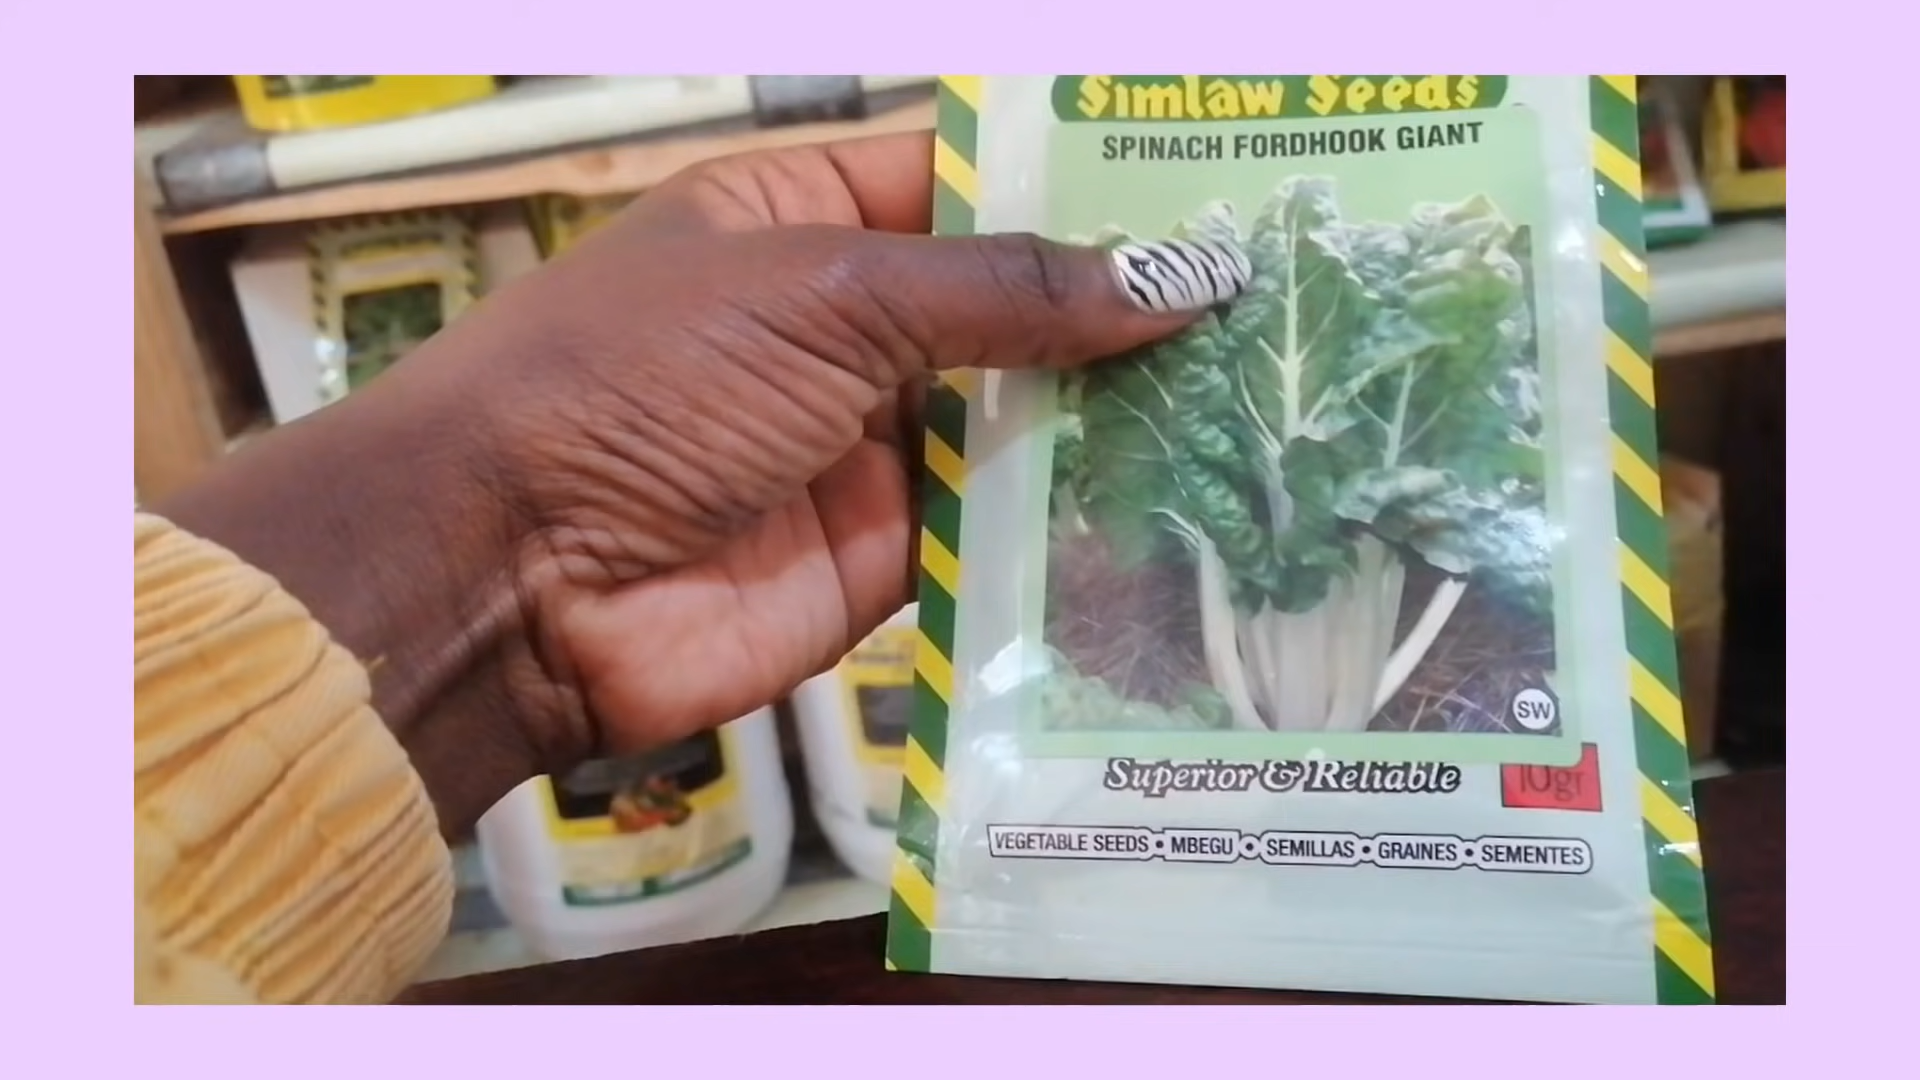 Simlaw Seeds
SPINACH FORDHOOK GIANT
SW
Superior & Reliable
10gr
VEGETABLE SEEDS • MBEGU • SEMILLAS • GRAINES • SEMENTES